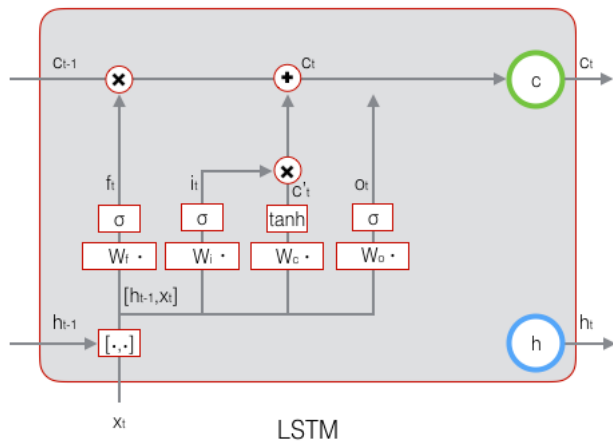 Ct-1 Ct c Ct
ft it c't ot
σ σ tanh σ
Wf · Wi · Wc · Wo ·
[ht-1,xt]
ht-1 [·,·] h ht
xt
LSTM